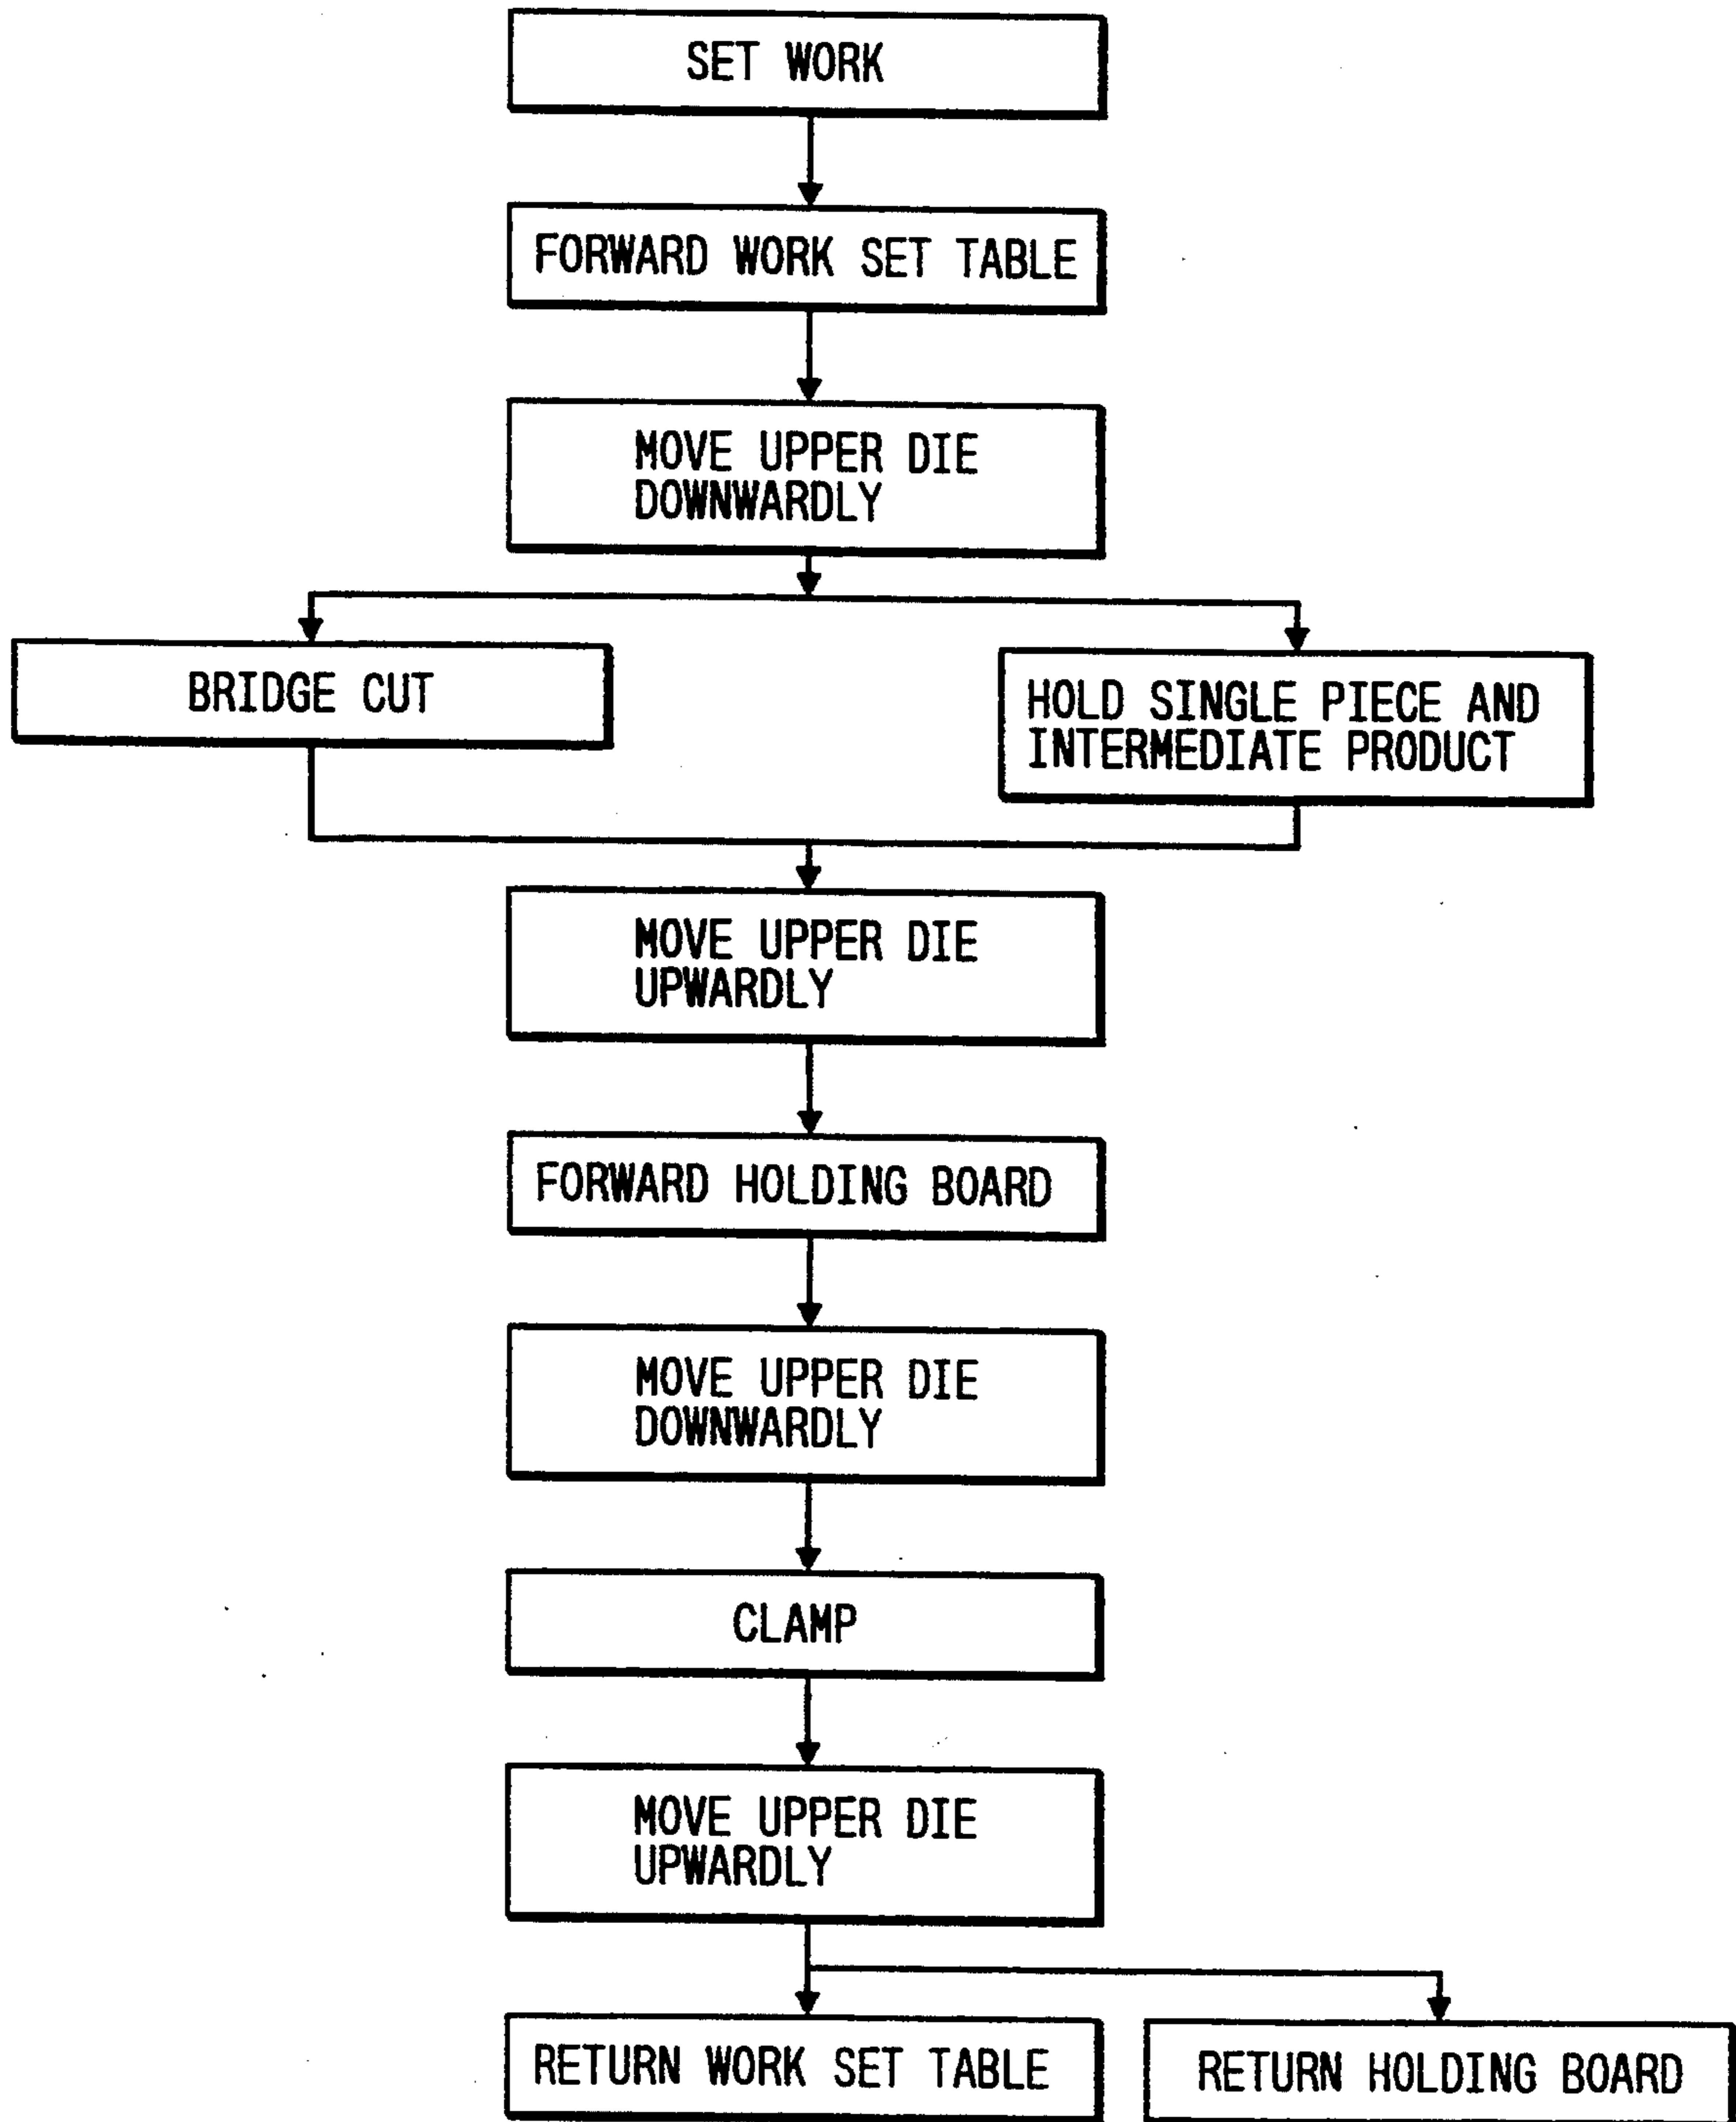 SET WORK
FORWARD WORK SET TABLE
MOVE UPPER DIE
DOWNWARDLY
BRIDGE CUT
HOLD SINGLE PIECE AND
INTERMEDIATE PRODUCT
MOVE UPPER DIE
UPWARDLY
FORWARD HOLDING BOARD
MOVE UPPER DIE
DOWNWARDLY
CLAMP
MOVE UPPER DIE
UPWARDLY
RETURN WORK SET TABLE
RETURN HOLDING BOARD